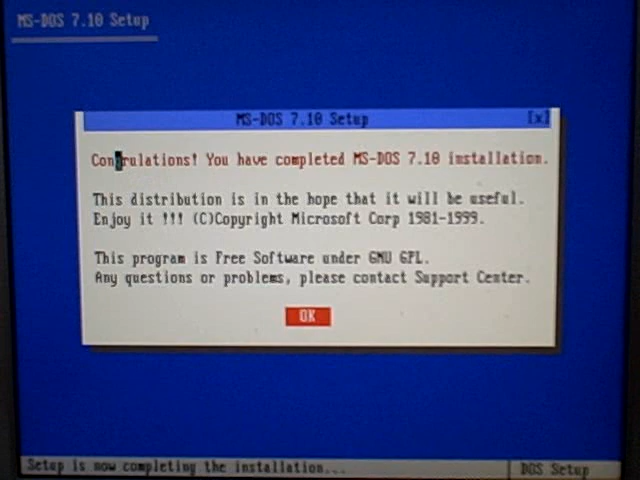 MS-DOS 7.10 Setup
MS-DOS 7.10 Setup [x]
Congrulations! You have completed MS-DOS 7.10 installation.
This distribution is in the hope that it will be useful.
Enjoy it !!! (C)Copyright Microsoft Corp 1981-1999.
This program is Free Software under GNU GPL.
Any questions or problems, please contact Support Center.
OK
Setup is now completing the installation... DOS Setup